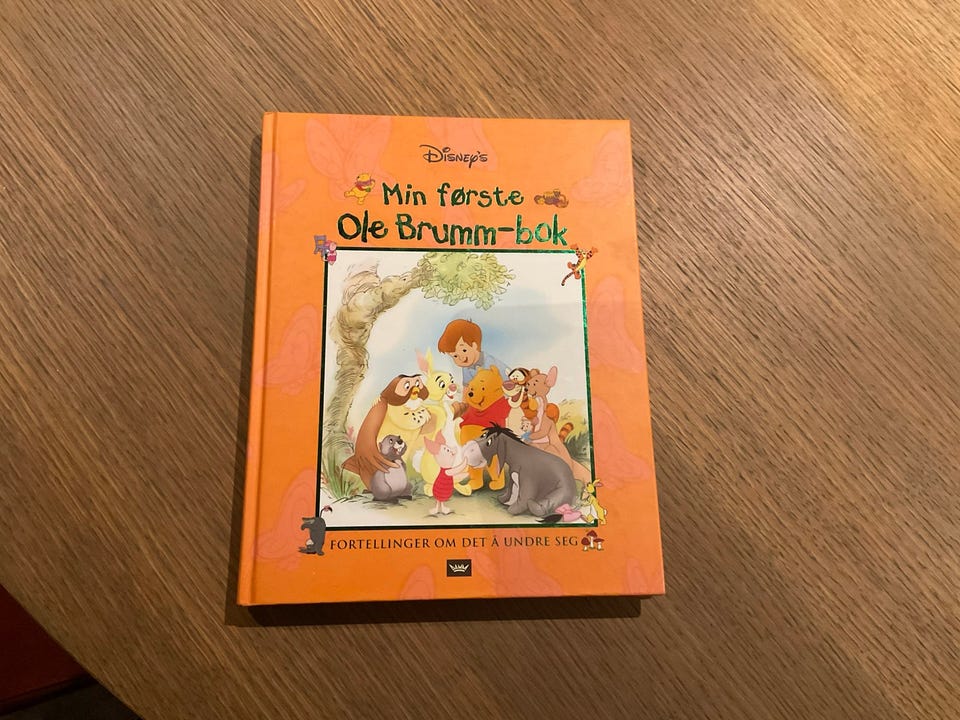 Disney's
Min første
Ole Brumm-bok
FORTELLINGER OM DET Å UNDRE SEG